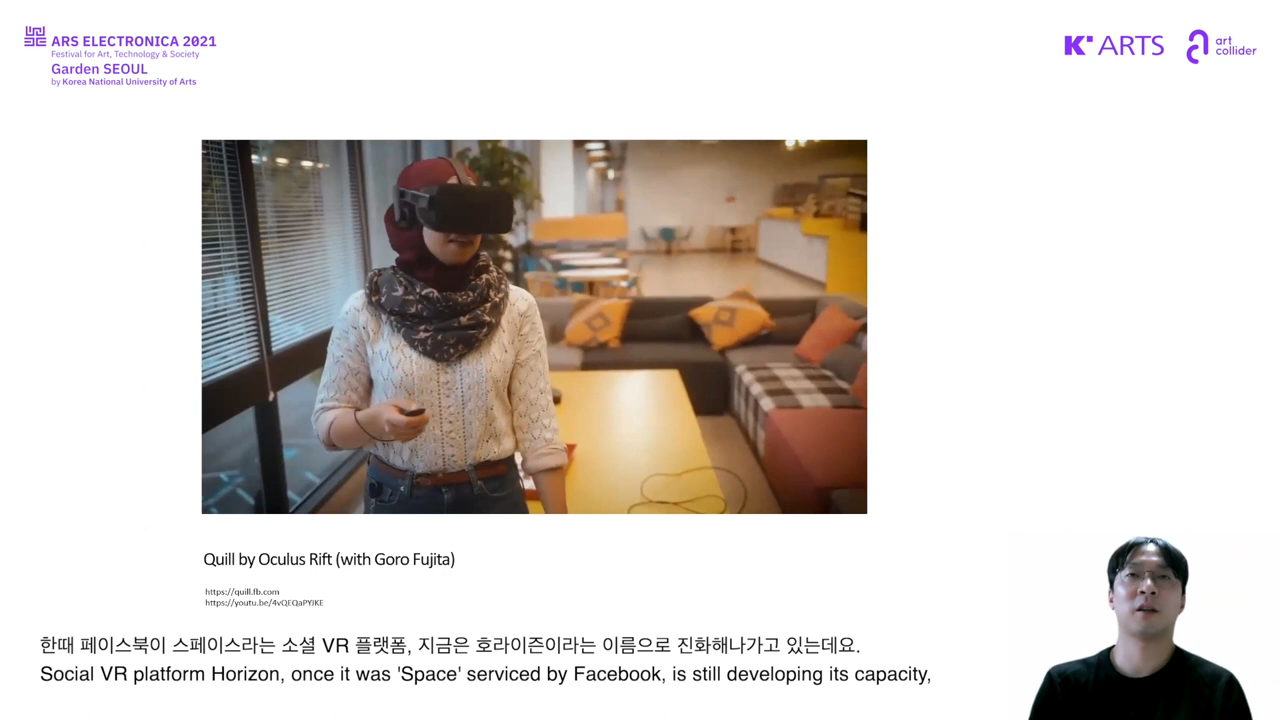 ARS ELECTRONICA 2021
Festival for Art, Technology & Society
Garden SEOUL
by Korea National University of Arts
K' ARTS
art
collider
Quill by Oculus Rift (with Goro Fujita)
https://quill.fb.com
https://youtu.be/4vQEQaPYJKE
한때 페이스북이 스페이스라는 소셜 VR 플랫폼, 지금은 호라이즌이라는 이름으로 진화해나가고 있는데요.
Social VR platform Horizon, once it was 'Space' serviced by Facebook, is still developing its capacity,